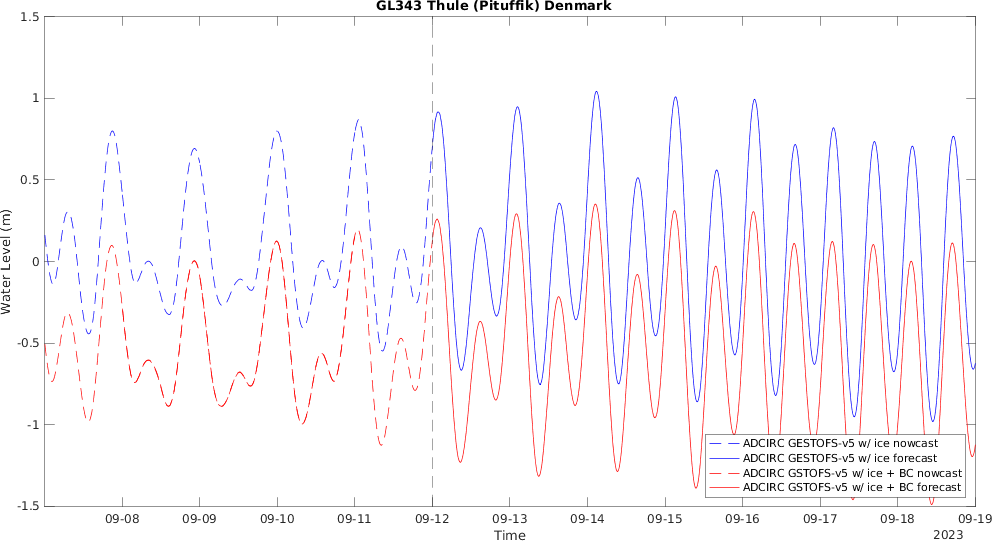 GL343 Thule (Pituffik) Denmark
1.5
1
0.5
0
-0.5
-1
-1.5
Water Level (m)
ADCIRC GESTOFS-v5 w/ ice nowcast
ADCIRC GESTOFS-v5 w/ ice forecast
ADCIRC GSTOFS-v5 w/ ice + BC nowcast
ADCIRC GSTOFS-v5 w/ ice + BC forecast
09-08 09-09 09-10 09-11 09-12 09-13 09-14 09-15 09-16 09-17 09-18 09-19
Time
2023